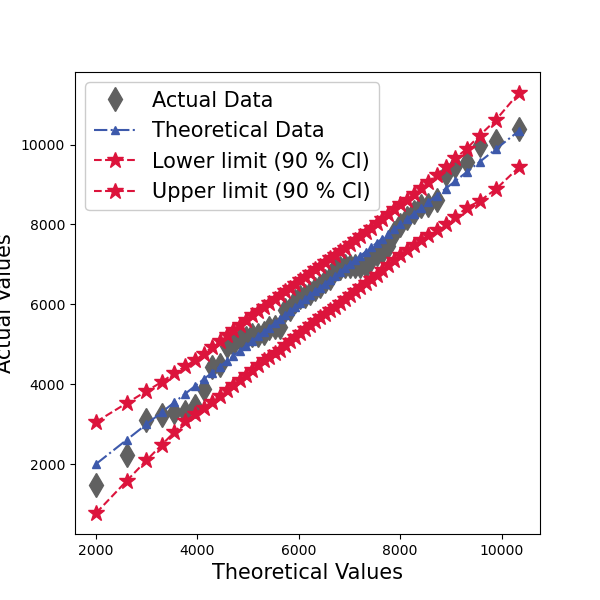 Actual Data
Theoretical Data
Lower limit (90 % CI)
Upper limit (90 % CI)
10000
8000
6000
4000
2000
Actual Values
2000 4000 6000 8000 10000
Theoretical Values